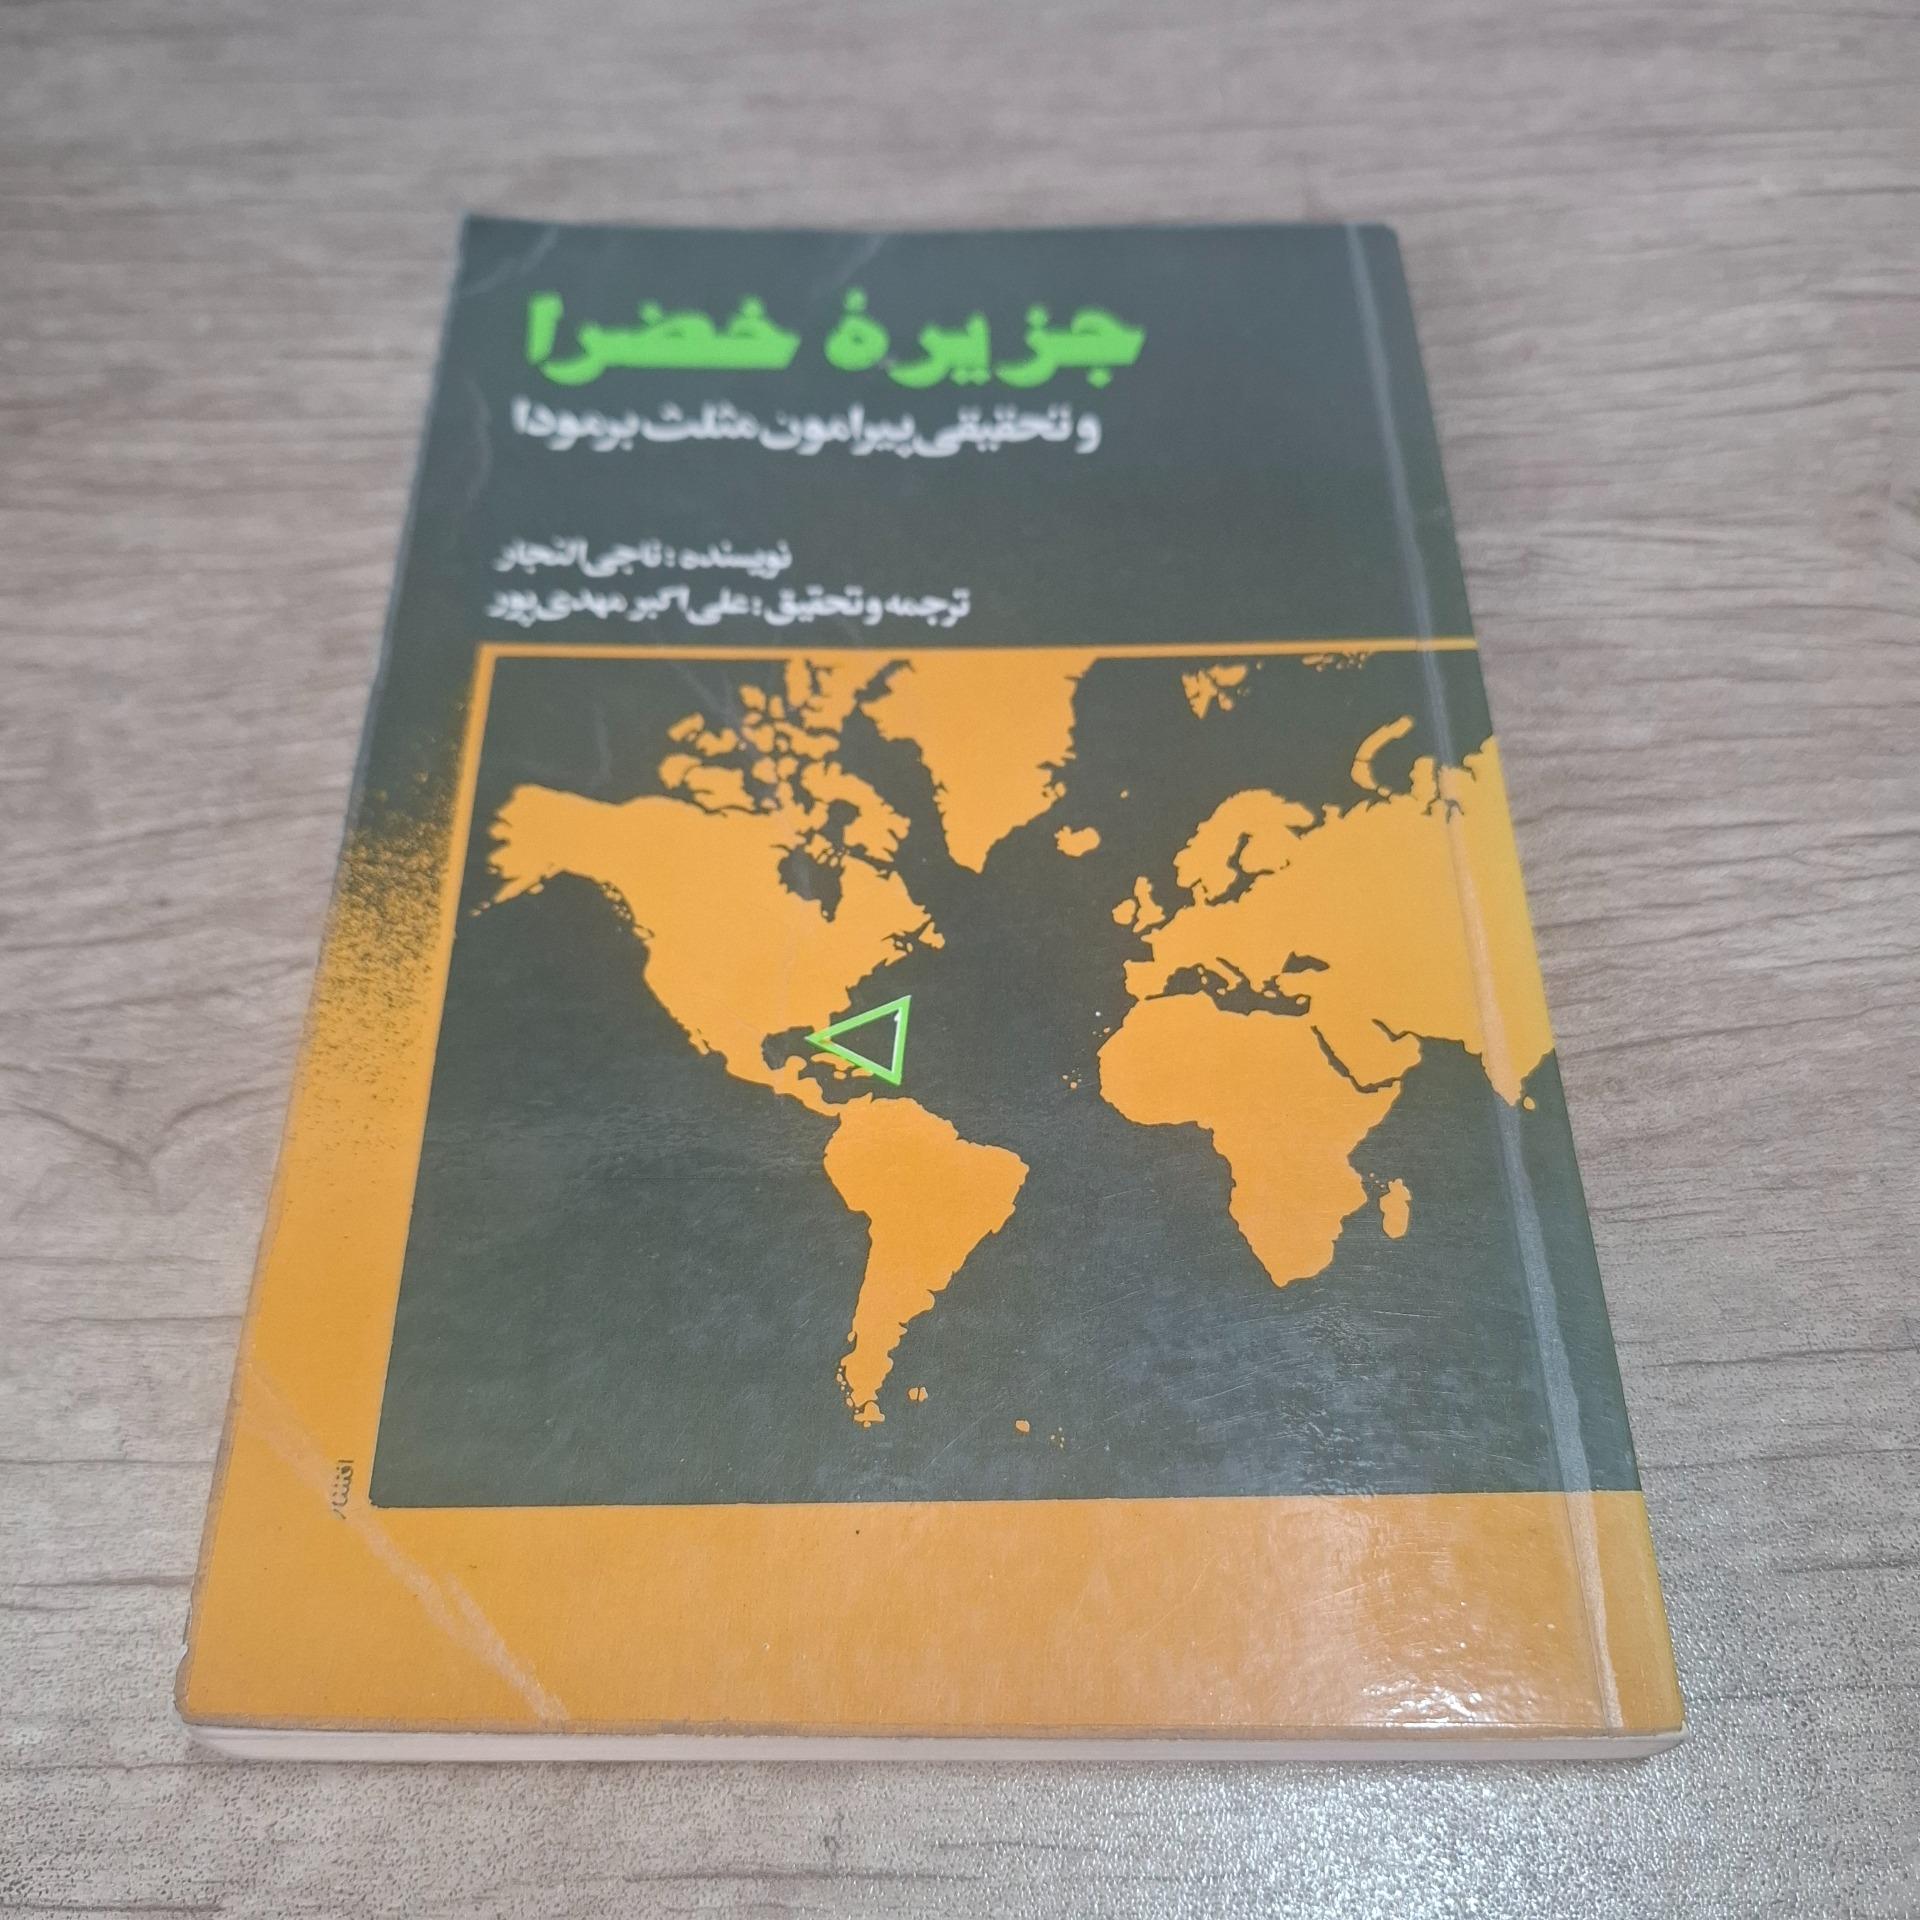 جزیرهٔ خضرا
و تحقیقی پیرامون مثلث برمودا
نویسنده : ناجی النجار
ترجمه و تحقیق : علی اکبر مهدی پور